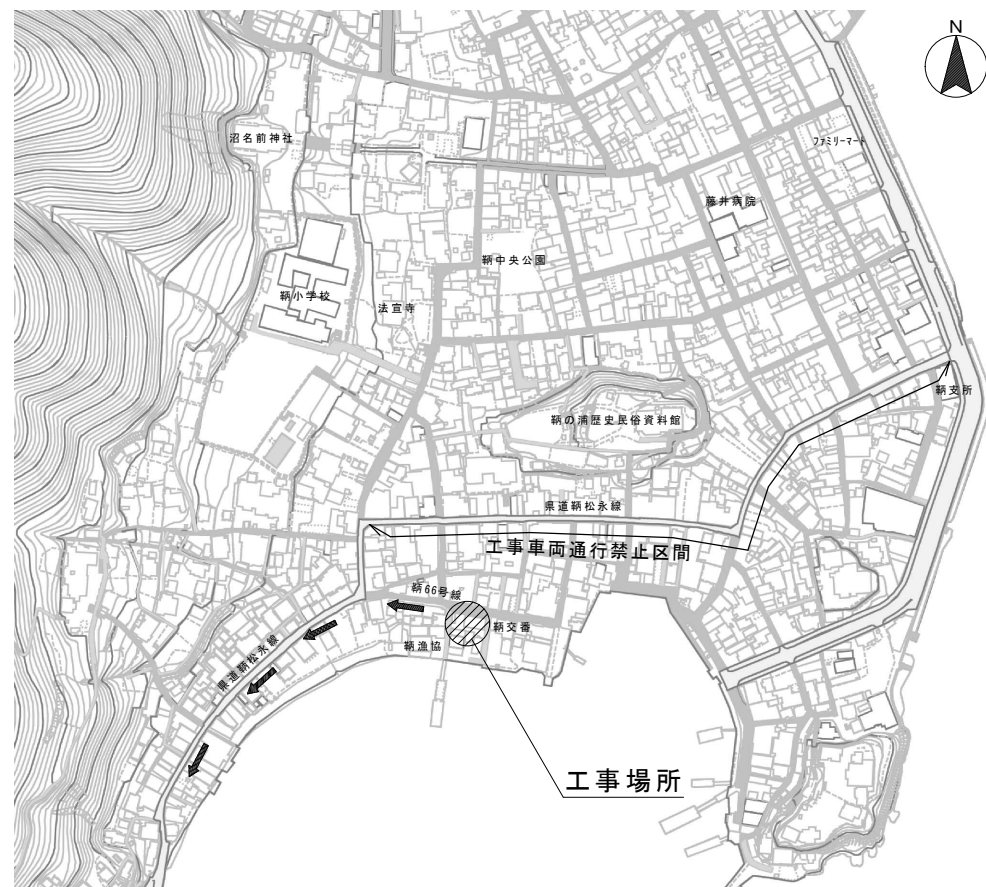 N
沼名前神社
ファミリーマート
藤井病院
鞆中央公園
鞆小学校
法宣寺
鞆支所
鞆の浦歴史民俗資料館
県道鞆松永線
工事車両通行禁止区間
鞆66号線
鞆交番
鞆漁協
県道鞆松永線
工事場所